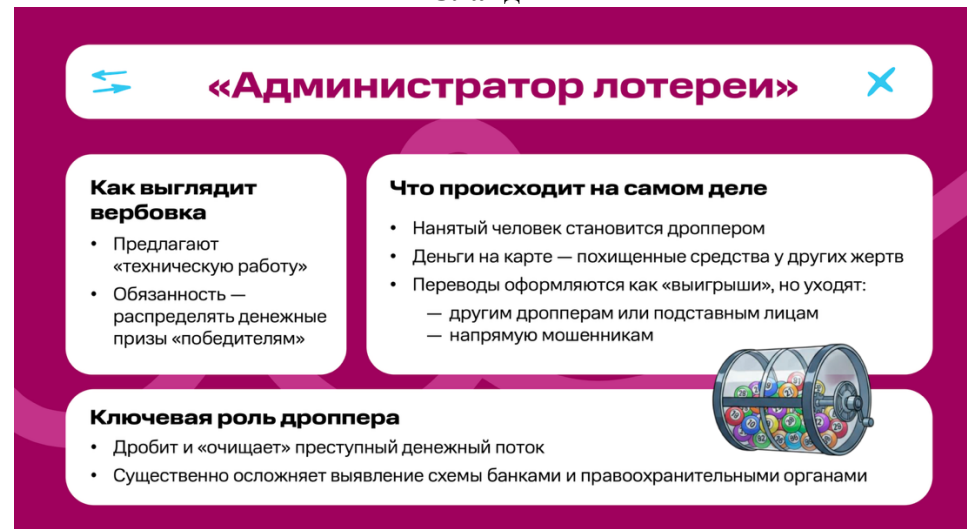 «Администратор лотереи»
Как выглядит
вербовка
• Предлагают
«техническую работу»
• Обязанность —
распределять денежные
призы «победителям»
Что происходит на самом деле
• Нанятый человек становится дроппером
• Деньги на карте — похищенные средства у других жертв
• Переводы оформляются как «выигрыши», но уходят:
— другим дропперам или подставным лицам
— напрямую мошенникам
Ключевая роль дроппера
• Дробит и «очищает» преступный денежный поток
• Существенно осложняет выявление схемы банками и правоохранительными органами